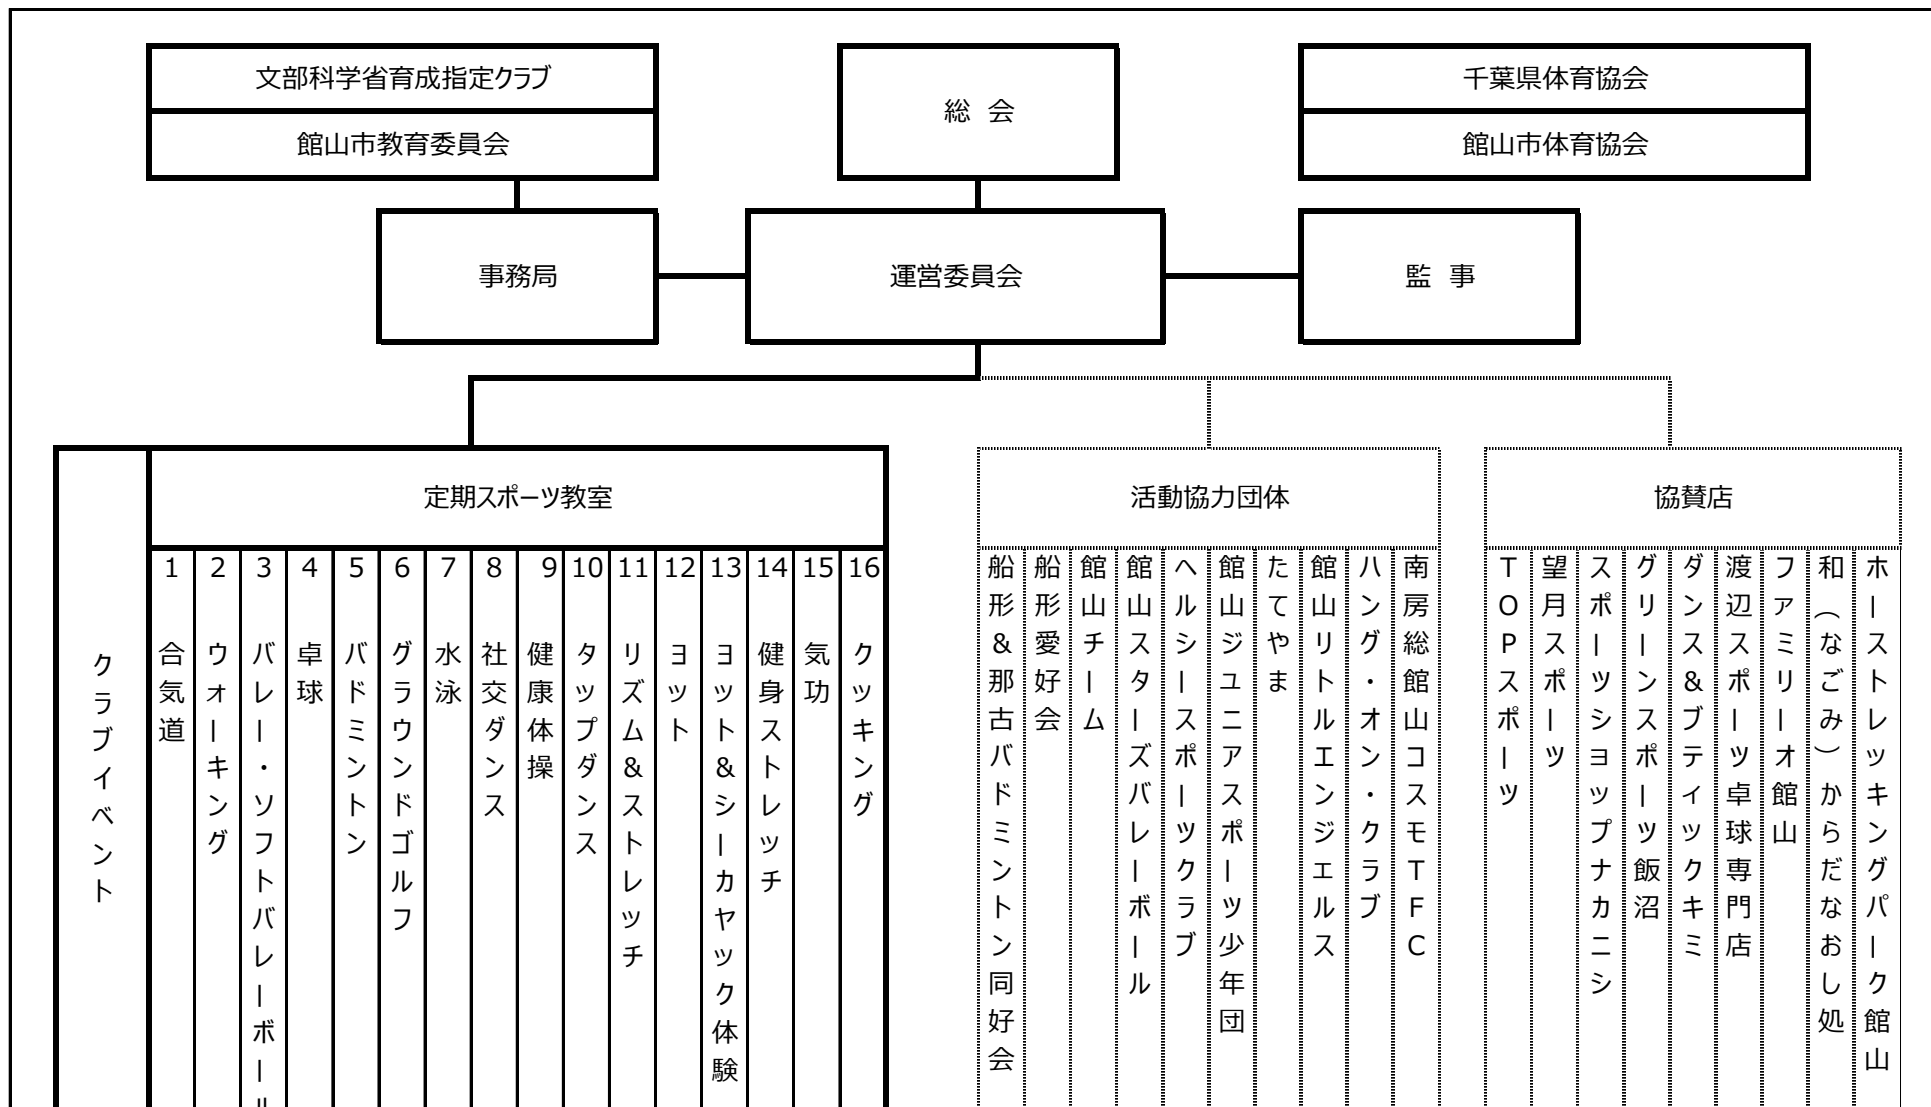 文部科学省育成指定クラブ
館山市教育委員会
総 会
千葉県体育協会
館山市体育協会
事務局
運営委員会
監 事
クラブイベント
定期スポーツ教室
1 合気道
2 ウォーキング
3 バレー・ソフトバレーボール
4 卓球
5 バドミントン
6 グラウンドゴルフ
7 水泳
8 社交ダンス
9 健康体操
10 タップダンス
11 リズム&ストレッチ
12 ヨット
13 ヨット&シーカヤック体験
14 健身ストレッチ
15 気功
16 クッキング
活動協力団体
船形&那古バドミントン同好会
船形愛好会
館山チーム
館山スターズバレーボール
ヘルシースポーツクラブ
館山ジュニアスポーツ少年団
たてやま
館山リトルエンジェルス
ハング・オン・クラブ
南房総館山コスモTFC
協賛店
TOPスポーツ
望月スポーツ
スポーツショップナカニシ
グリーンスポーツ飯沼
ダンス&ブティックキミ
渡辺スポーツ卓球専門店
ファミリーオ館山
和(なごみ)からだなおし処
ホーストレッキングパーク館山